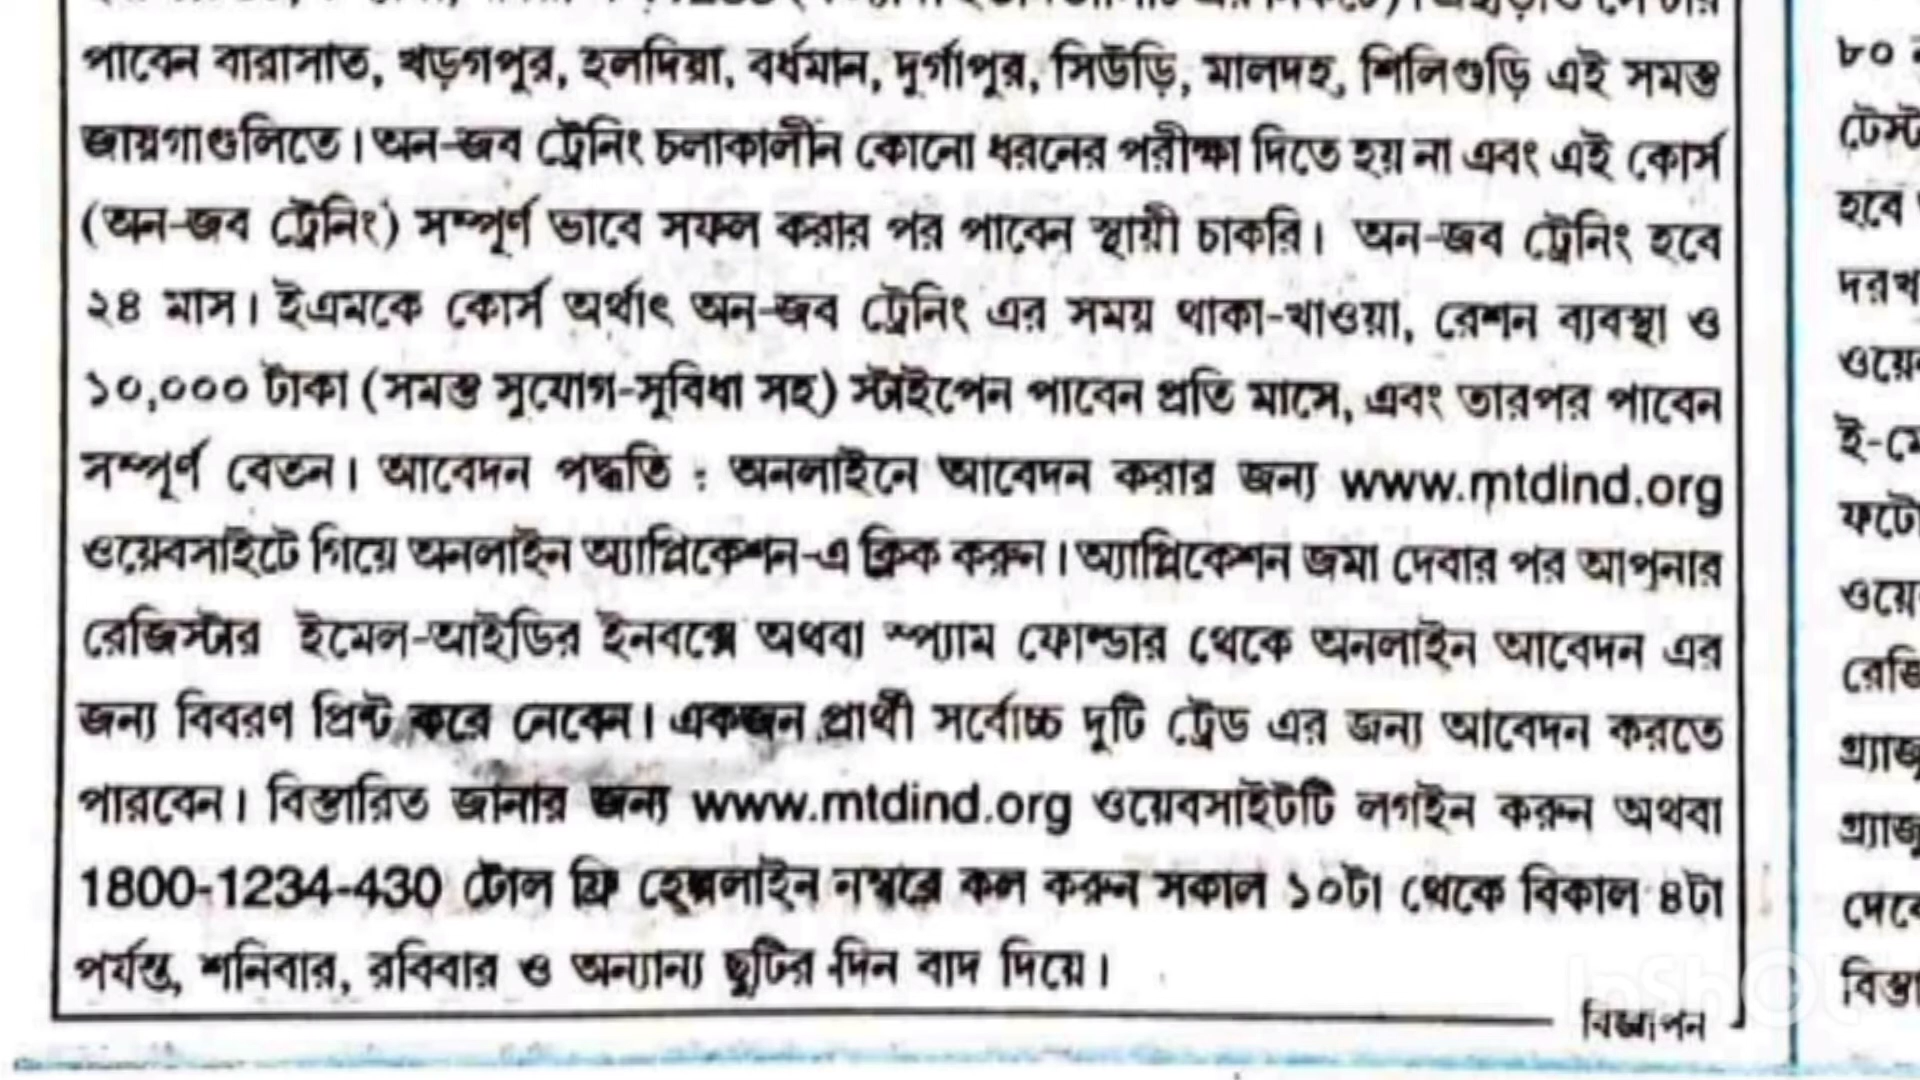 পাবেন বারাসাত, খড়গপুর, হলদিয়া, বর্ধমান, দুর্গাপুর, সিউড়ি, মালদহ, শিলিগুড়ি এই সমস্ত
জায়গাগুলিতে। অন-জব ট্রেনিং চলাকালীন কোনো ধরনের পরীক্ষা দিতে হয় না এবং এই কোর্স
(অন-জব ট্রেনিং) সম্পূর্ণ ভাবে সফল করার পর পাবেন স্থায়ী চাকরি। অন-জব ট্রেনিং হবে
২৪ মাস। ইএমকে কোর্স অর্থাৎ অন-জব ট্রেনিং এর সময় থাকা-খাওয়া, রেশন ব্যবস্থা ও
১০,০০০ টাকা (সমস্ত সুযোগ-সুবিধা সহ) স্টাইপেন পাবেন প্রতি মাসে, এবং তারপর পাবেন
সম্পূর্ণ বেতন। আবেদন পদ্ধতি : অনলাইনে আবেদন করার জন্য www.mtdind.org
ওয়েবসাইটে গিয়ে অনলাইন অ্যাপ্লিকেশন-এ ক্লিক করুন। অ্যাপ্লিকেশন জমা দেবার পর আপনার
রেজিস্টার ইমেল-আইডির ইনবক্সে অথবা স্প্যাম ফোল্ডার থেকে অনলাইন আবেদন এর
জন্য বিবরণ প্রিন্ট করে নেবেন। একজন প্রার্থী সর্বোচ্চ দুটি ট্রেড এর জন্য আবেদন করতে
পারবেন। বিস্তারিত জানার জন্য www.mtdind.org ওয়েবসাইটটি লগইন করুন অথবা
1800-1234-430 টোল ফ্রি হেল্পলাইন নম্বরে কল করুন সকাল ১০টা থেকে বিকাল ৪টা
পর্যন্ত, শনিবার, রবিবার ও অন্যান্য ছুটির দিন বাদ দিয়ে।
বিজ্ঞাপন
৮০
হবে
InShOt